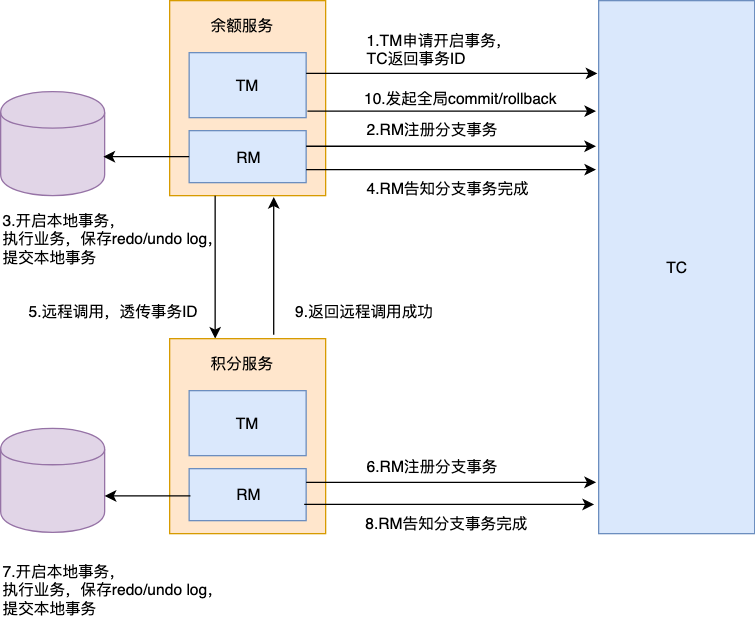 余额服务
TM
RM
1.TM申请开启事务，
TC返回事务ID
10.发起全局commit/rollback
2.RM注册分支事务
4.RM告知分支事务完成
3.开启本地事务，
执行业务，保存redo/undo log，
提交本地事务
TC
5.远程调用，透传事务ID
9.返回远程调用成功
积分服务
TM
RM
6.RM注册分支事务
8.RM告知分支事务完成
7.开启本地事务，
执行业务，保存redo/undo log，
提交本地事务